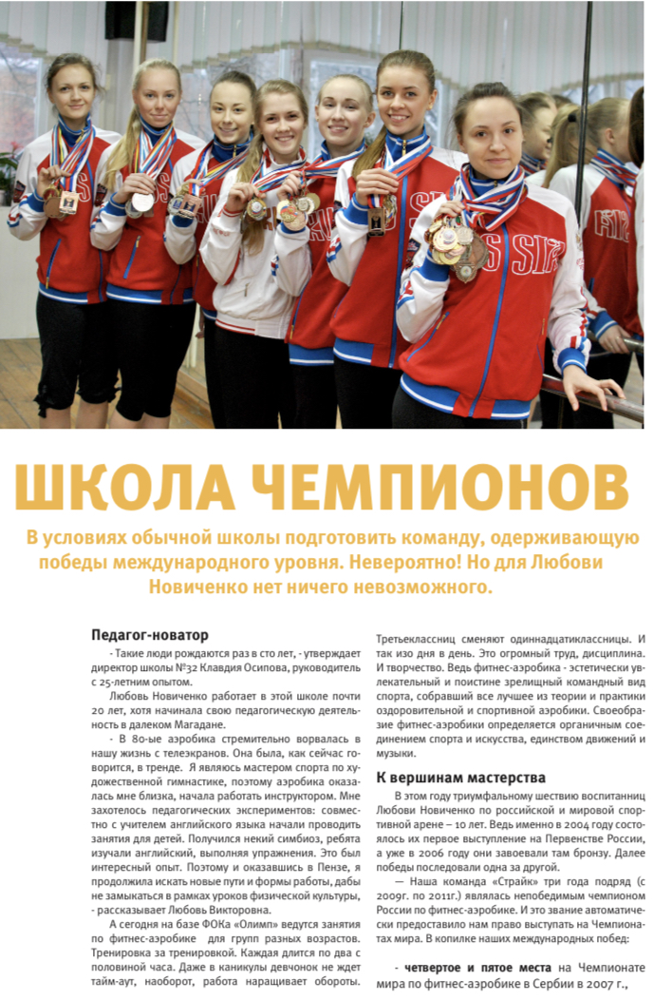 ШКОЛА ЧЕМПИОНОВ
В условиях обычной школы подготовить команду, одерживающую
победы международного уровня. Невероятно! Но для Любови
Новиченко нет ничего невозможного.
Педагог-новатор
- Такие люди рождаются раз в сто лет, - утверждает
директор школы №32 Клавдия Осипова, руководитель
с 25-летним опытом.
Любовь Новиченко работает в этой школе почти
20 лет, хотя начинала свою педагогическую деятель-
ность в далеком Магадане.
- В 80-ые аэробика стремительно ворвалась в
нашу жизнь с телеэкранов. Она была, как сейчас го-
ворится, в тренде. Я являюсь мастером спорта по ху-
дожественной гимнастике, поэтому аэробика оказа-
лась мне близка, начала работать инструктором. Мне
захотелось педагогических экспериментов: совмест-
но с учителем английского языка начали проводить
занятия для детей. Получился некий симбиоз, ребята
изучали английский, выполняя упражнения. Это был
интересный опыт. Поэтому и оказавшись в Пензе, я
продолжила искать новые пути и формы работы, дабы
не замыкаться в рамках уроков физической культуры,
- рассказывает Любовь Викторовна.
А сегодня на базе ФОКа «Олимп» ведутся занятия
по фитнес-аэробике для групп разных возрастов.
Тренировка за тренировкой. Каждая длится по два с
половиной часа. Даже в каникулы девчонок не ждет
тайм-аут, наоборот, работа наращивает обороты.
Третьеклассниц сменяют одиннадцатиклассницы. И
так изо дня в день. Это огромный труд, дисциплина.
И творчество. Ведь фитнес-аэробика - эстетически ув-
лекательный и поистине зрелищный командный вид
спорта, собравший все лучшее из теории и практики
оздоровительной и спортивной аэробики. Своеобра-
зие фитнес-аэробики определяется органичным сое-
динением спорта и искусства, единством движений и
музыки.
К вершинам мастерства
В этом году триумфальному шествию воспитанниц
Любови Новиченко по российской и мировой спор-
тивной арене – 10 лет. Ведь именно в 2004 году состо-
ялось их первое выступление на Первенстве России,
а уже в 2006 году они завоевали там бронзу. Далее
победы последовали одна за другой.
— Наша команда «Страйк» три года подряд (с
2009г. по 2011г.) являлась непобедимым чемпионом
России по фитнес-аэробике. И это звание автоматиче-
ски предоставило нам право выступать на Чемпиона-
тах мира. В копилке наших международных побед:
- четвертое и пятое места на Чемпионате
мира по фитнес-аэробике в Сербии в 2007 г.,